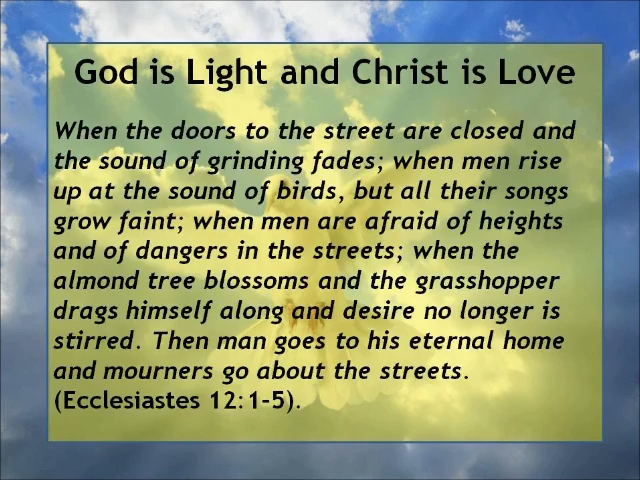 God is Light and Christ is Love
When the doors to the street are closed and
the sound of grinding fades; when men rise
up at the sound of birds, but all their songs
grow faint; when men are afraid of heights
and of dangers in the streets; when the
almond tree blossoms and the grasshopper
drags himself along and desire no longer is
stirred. Then man goes to his eternal home
and mourners go about the streets.
(Ecclesiastes 12:1-5).